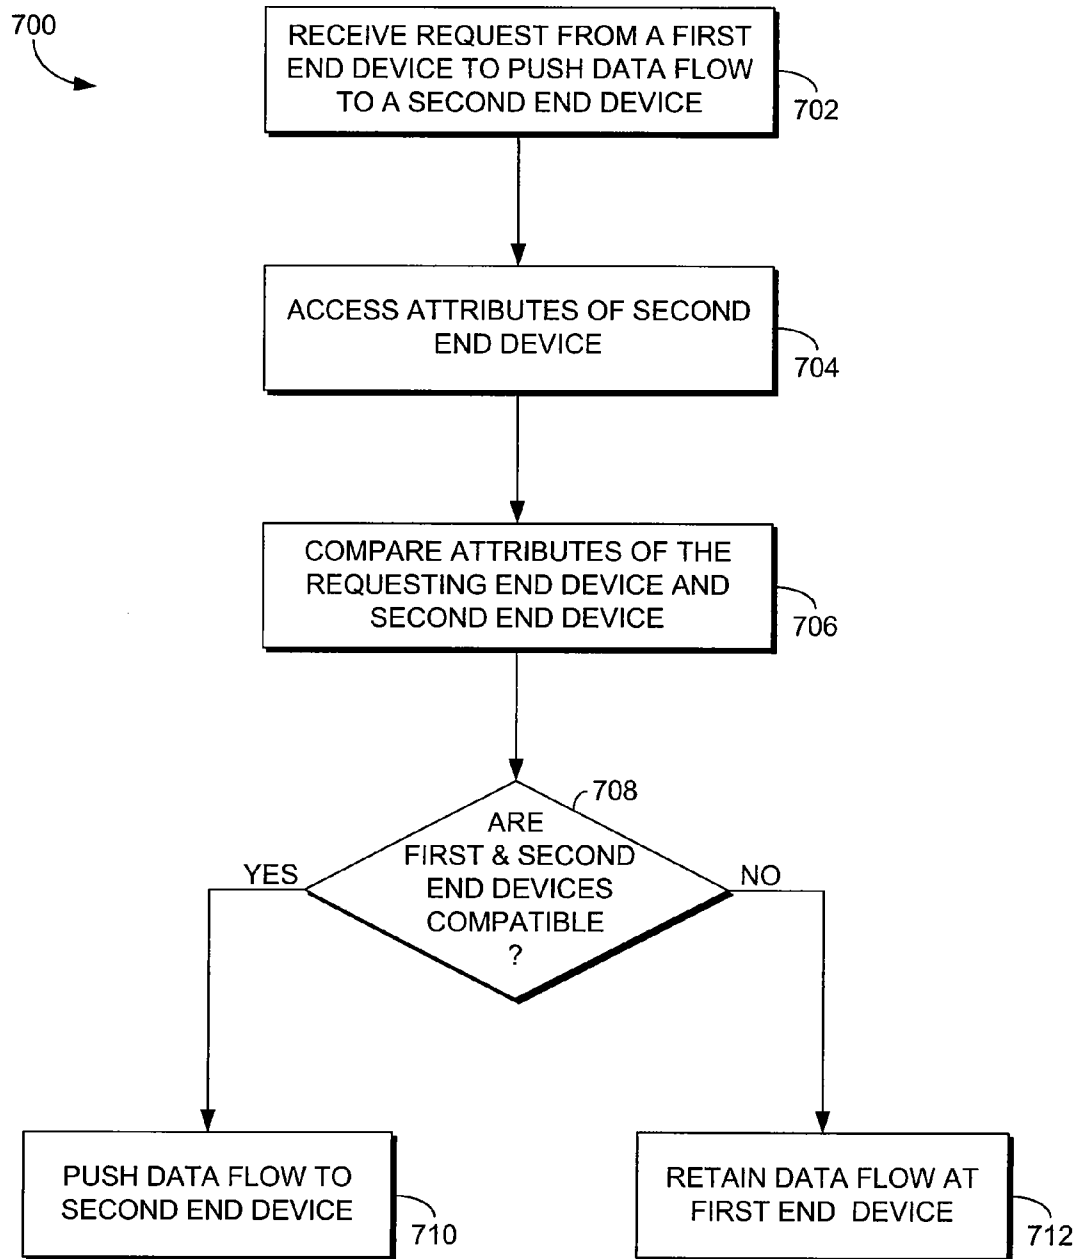 700
RECEIVE REQUEST FROM A FIRST
END DEVICE TO PUSH DATA FLOW
TO A SECOND END DEVICE
702
ACCESS ATTRIBUTES OF SECOND
END DEVICE
704
COMPARE ATTRIBUTES OF THE
REQUESTING END DEVICE AND
SECOND END DEVICE
706
708
ARE
FIRST & SECOND
END DEVICES
COMPATIBLE
?
YES
NO
PUSH DATA FLOW TO
SECOND END DEVICE
710
RETAIN DATA FLOW AT
FIRST END DEVICE
712